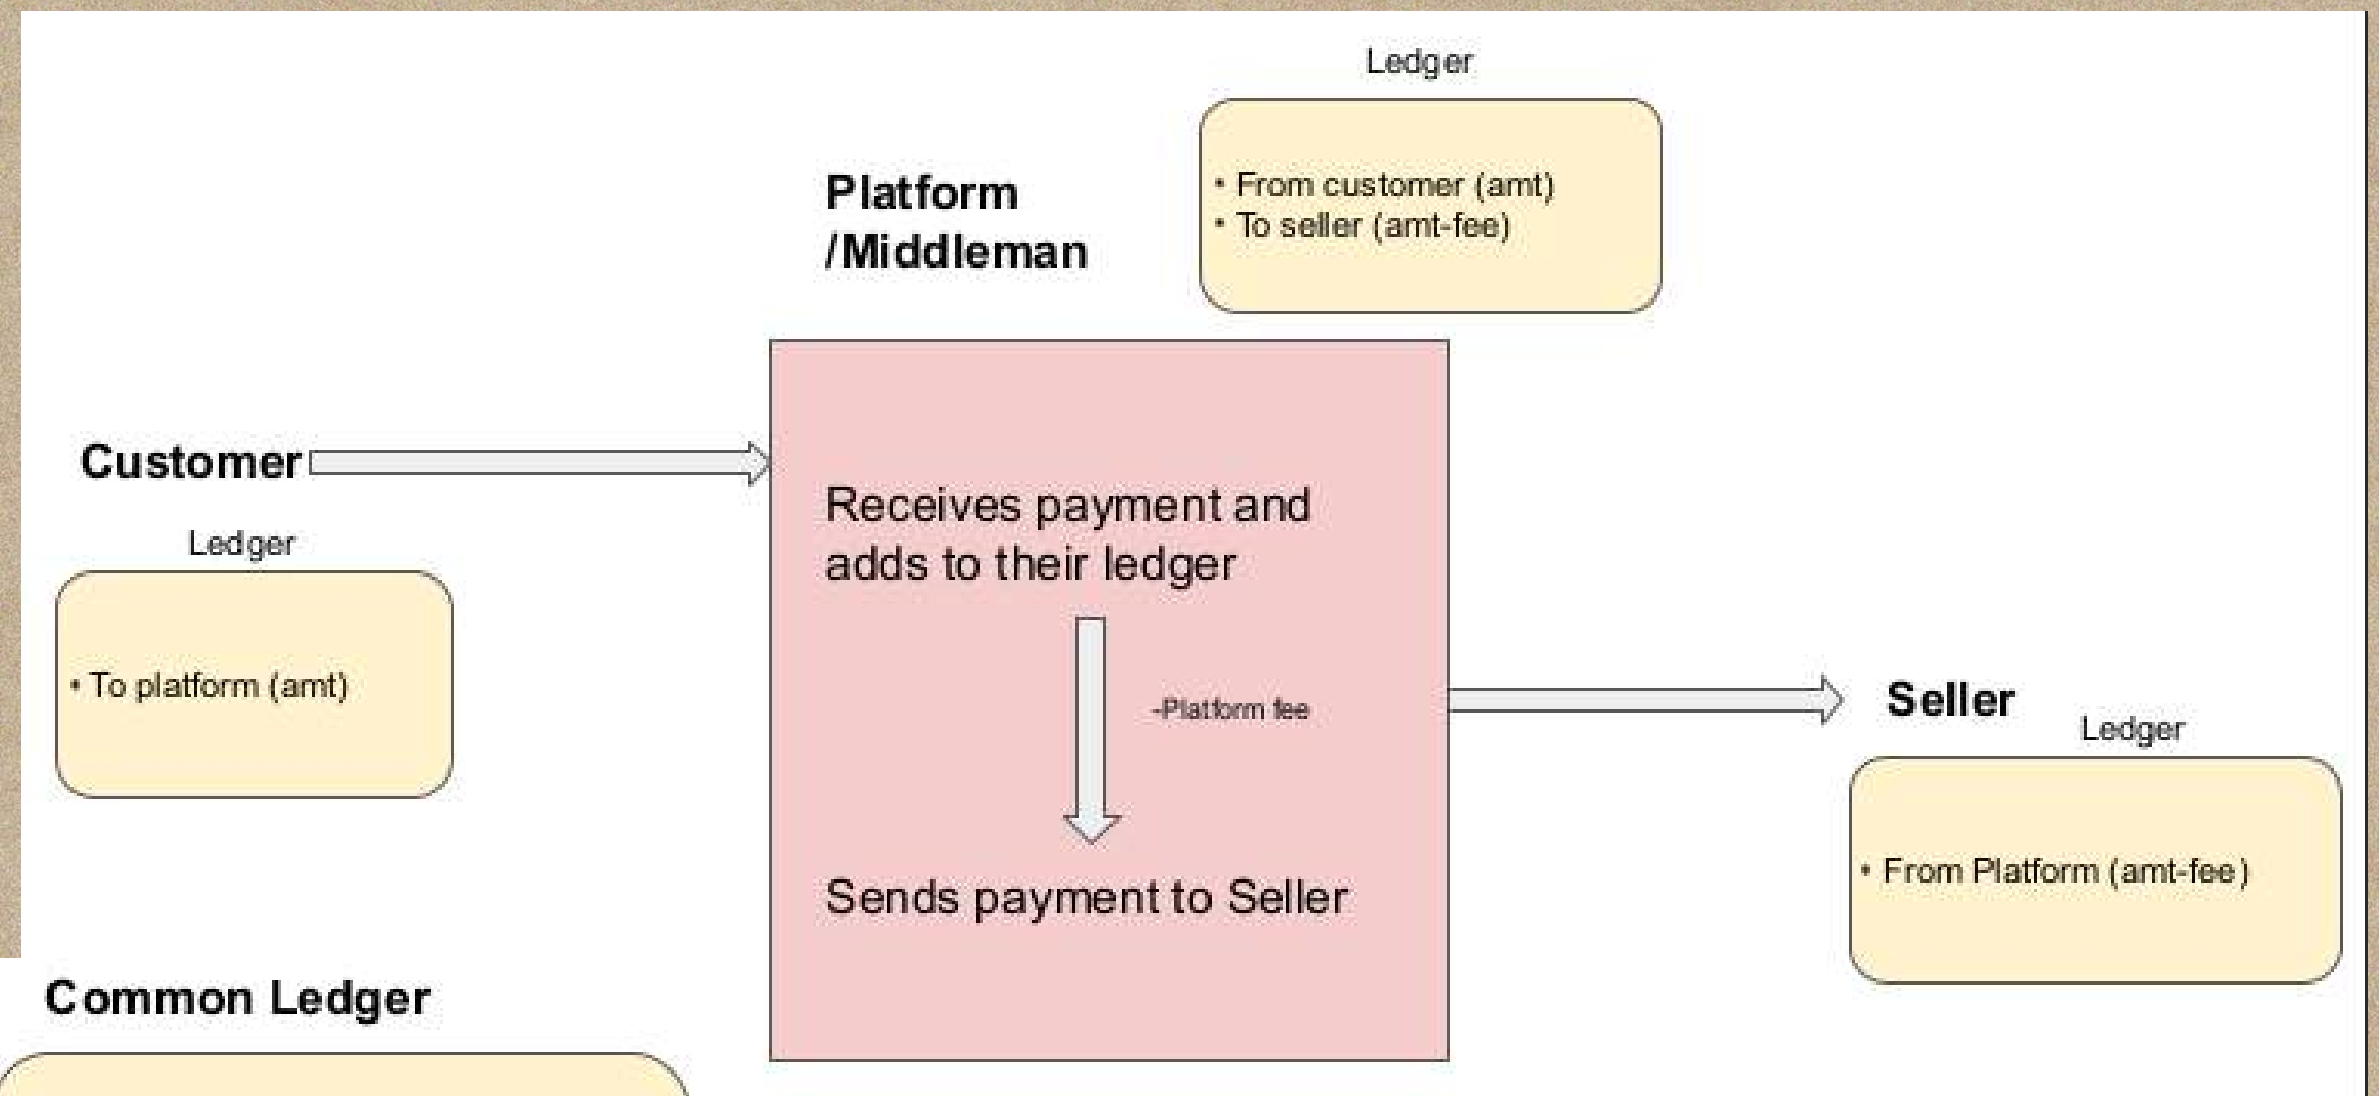 Ledger
• From customer (amt)
• To seller (amt-fee)
Platform
/Middleman
Customer
Ledger
• To platform (amt)
Receives payment and
adds to their ledger
-Platform fee
Sends payment to Seller
Seller
Ledger
• From Platform (amt-fee)
Common Ledger